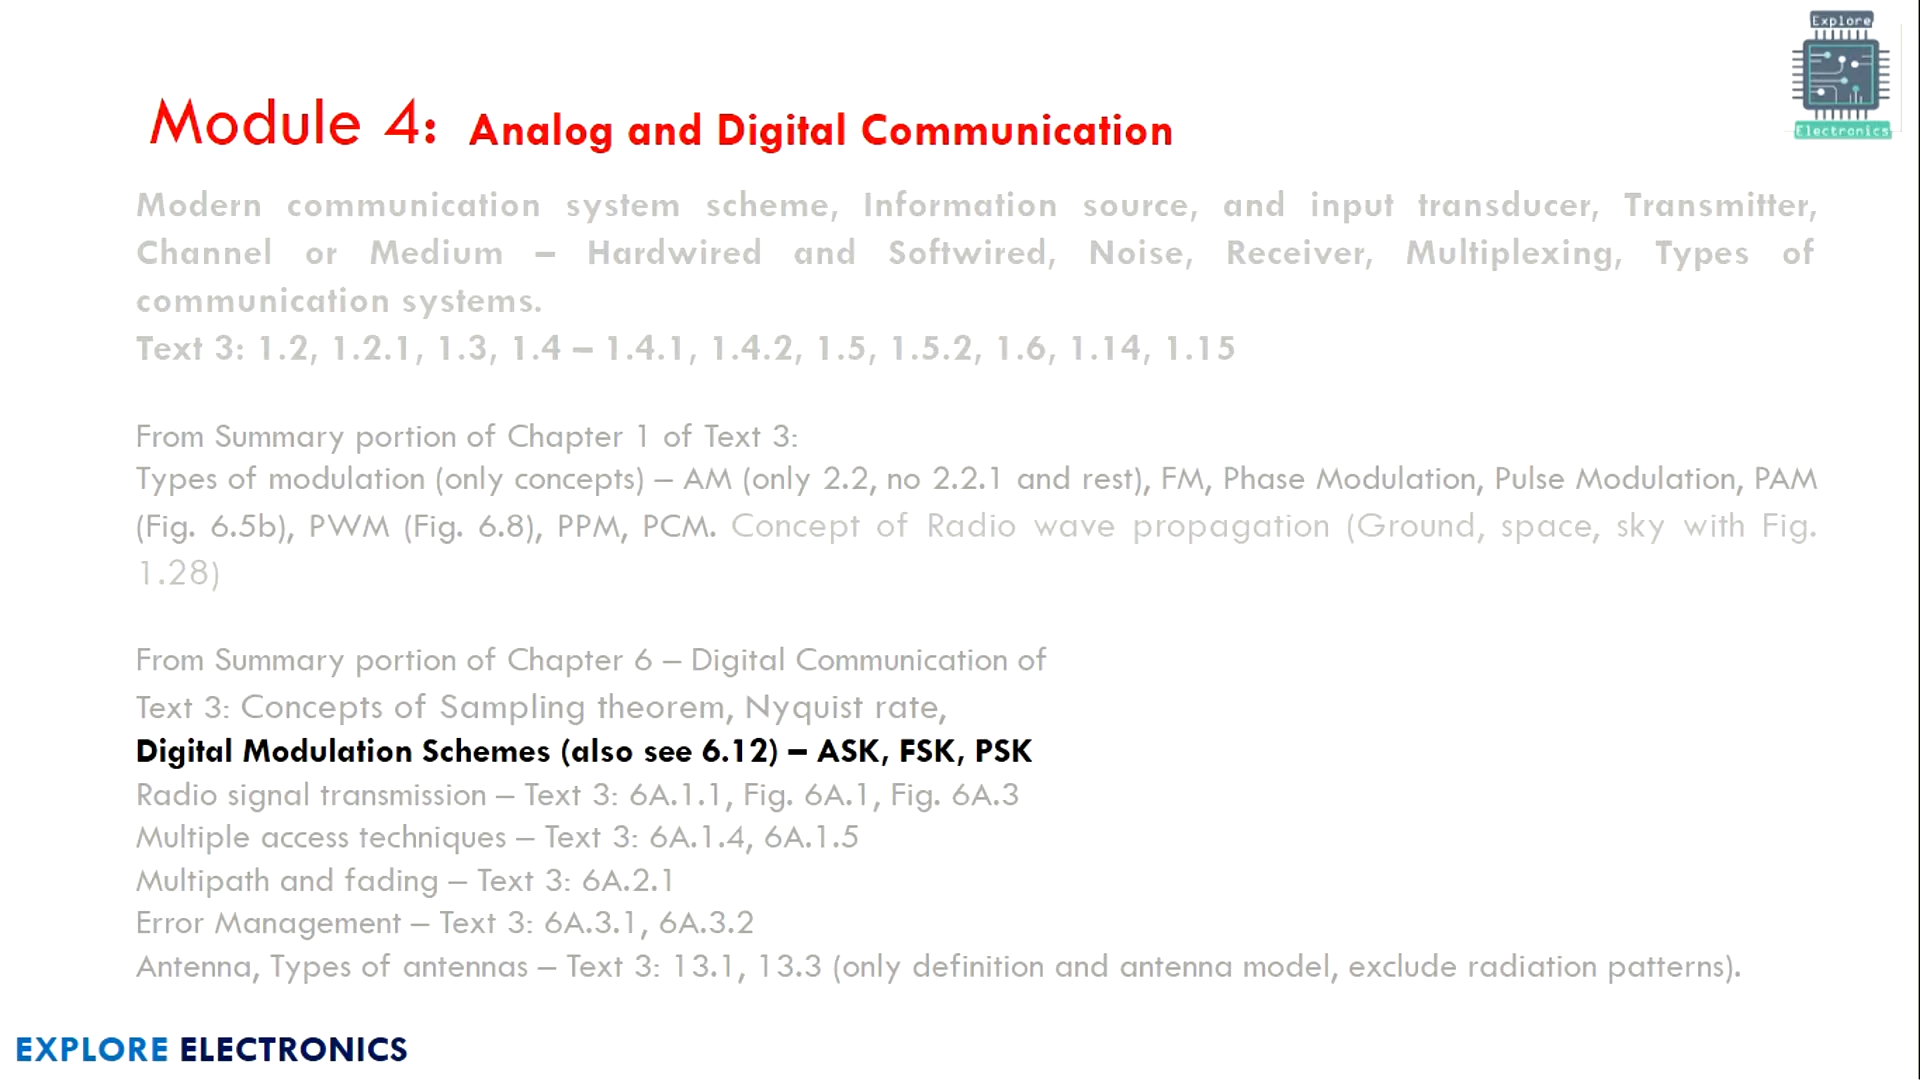 Explore
Electronics
Module 4: Analog and Digital Communication
Modern communication system scheme, Information source, and input transducer, Transmitter,
Channel or Medium – Hardwired and Softwired, Noise, Receiver, Multiplexing, Types of
communication systems.
Text 3: 1.2, 1.2.1, 1.3, 1.4 – 1.4.1, 1.4.2, 1.5, 1.5.2, 1.6, 1.14, 1.15
From Summary portion of Chapter 1 of Text 3:
Types of modulation (only concepts) – AM (only 2.2, no 2.2.1 and rest), FM, Phase Modulation, Pulse Modulation, PAM
(Fig. 6.5b), PWM (Fig. 6.8), PPM, PCM. Concept of Radio wave propagation (Ground, space, sky with Fig.
1.28)
From Summary portion of Chapter 6 – Digital Communication of
Text 3: Concepts of Sampling theorem, Nyquist rate,
Digital Modulation Schemes (also see 6.12) – ASK, FSK, PSK
Radio signal transmission – Text 3: 6A.1.1, Fig. 6A.1, Fig. 6A.3
Multiple access techniques – Text 3: 6A.1.4, 6A.1.5
Multipath and fading – Text 3: 6A.2.1
Error Management – Text 3: 6A.3.1, 6A.3.2
Antenna, Types of antennas – Text 3: 13.1, 13.3 (only definition and antenna model, exclude radiation patterns).
EXPLORE ELECTRONICS